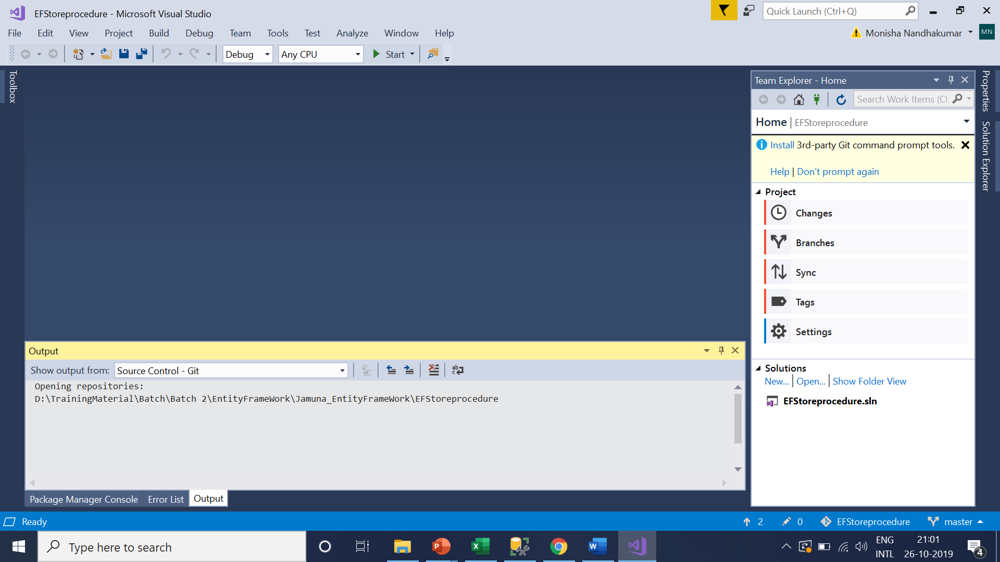 EFStoreprocedure - Microsoft Visual Studio
Quick Launch (Ctrl+Q)
File Edit View Project Build Debug Team Tools Test Analyze Window Help
Monisha Nandhakumar MN
Debug Any CPU Start
Toolbox
Team Explorer - Home
Search Work Items (Ct
Home | EFStoreprocedure
Install 3rd-party Git command prompt tools.
Help | Don't prompt again
Project
Changes
Branches
Sync
Tags
Settings
Solutions
New... Open... Show Folder View
EFStoreprocedure.sln
Properties
Solution Explorer
Output
Show output from: Source Control - Git
Opening repositories:
D:\TrainingMaterial\Batch\Batch 2\EntityFrameWork\Jamuna_EntityFrameWork\EFStoreprocedure
Package Manager Console Error List Output
Ready 2 0 EFStoreprocedure master
Type here to search
ENG 21:01
INTL 26-10-2019 4